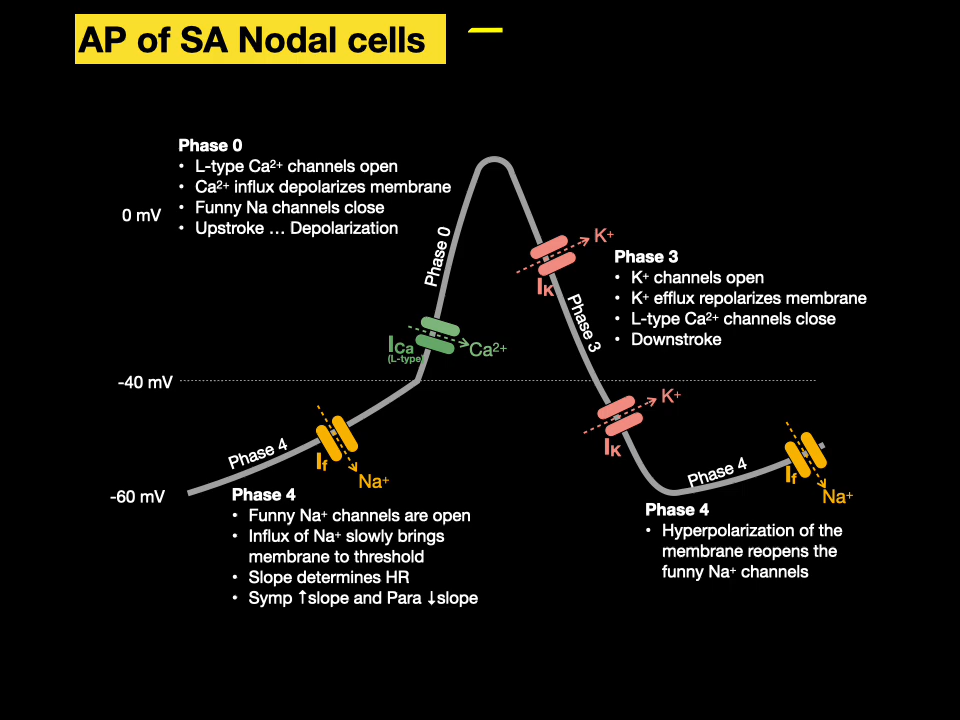 AP of SA Nodal cells
Phase 0
• L-type Ca²⁺ channels open
• Ca²⁺ influx depolarizes membrane
• Funny Na channels close
• Upstroke … Depolarization
0 mV
Phase 0
K⁺
IK
Phase 3
Phase 3
• K⁺ channels open
• K⁺ efflux repolarizes membrane
• L-type Ca²⁺ channels close
• Downstroke
ICa
(L-type)
Ca²⁺
-40 mV
K⁺
IK
Phase 4
If
Na⁺
-60 mV
Phase 4
• Funny Na⁺ channels are open
• Influx of Na⁺ slowly brings
membrane to threshold
• Slope determines HR
• Symp ↑slope and Para ↓slope
Phase 4
If
Na⁺
Phase 4
• Hyperpolarization of the
membrane reopens the
funny Na⁺ channels